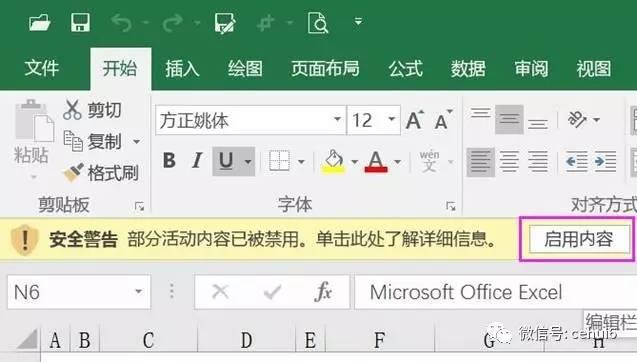 文件 开始 插入 绘图 页面布局 公式 数据 审阅 视图
剪切
复制
格式刷
粘贴
方正姚体 12 A A
B I U A wén 文
剪贴板 字体 对齐方式
安全警告 部分活动内容已被禁用。单击此处了解详细信息。 启用内容
N6 fx Microsoft Office Excel
编辑栏
A B C D E F G H
微信号: cehui8